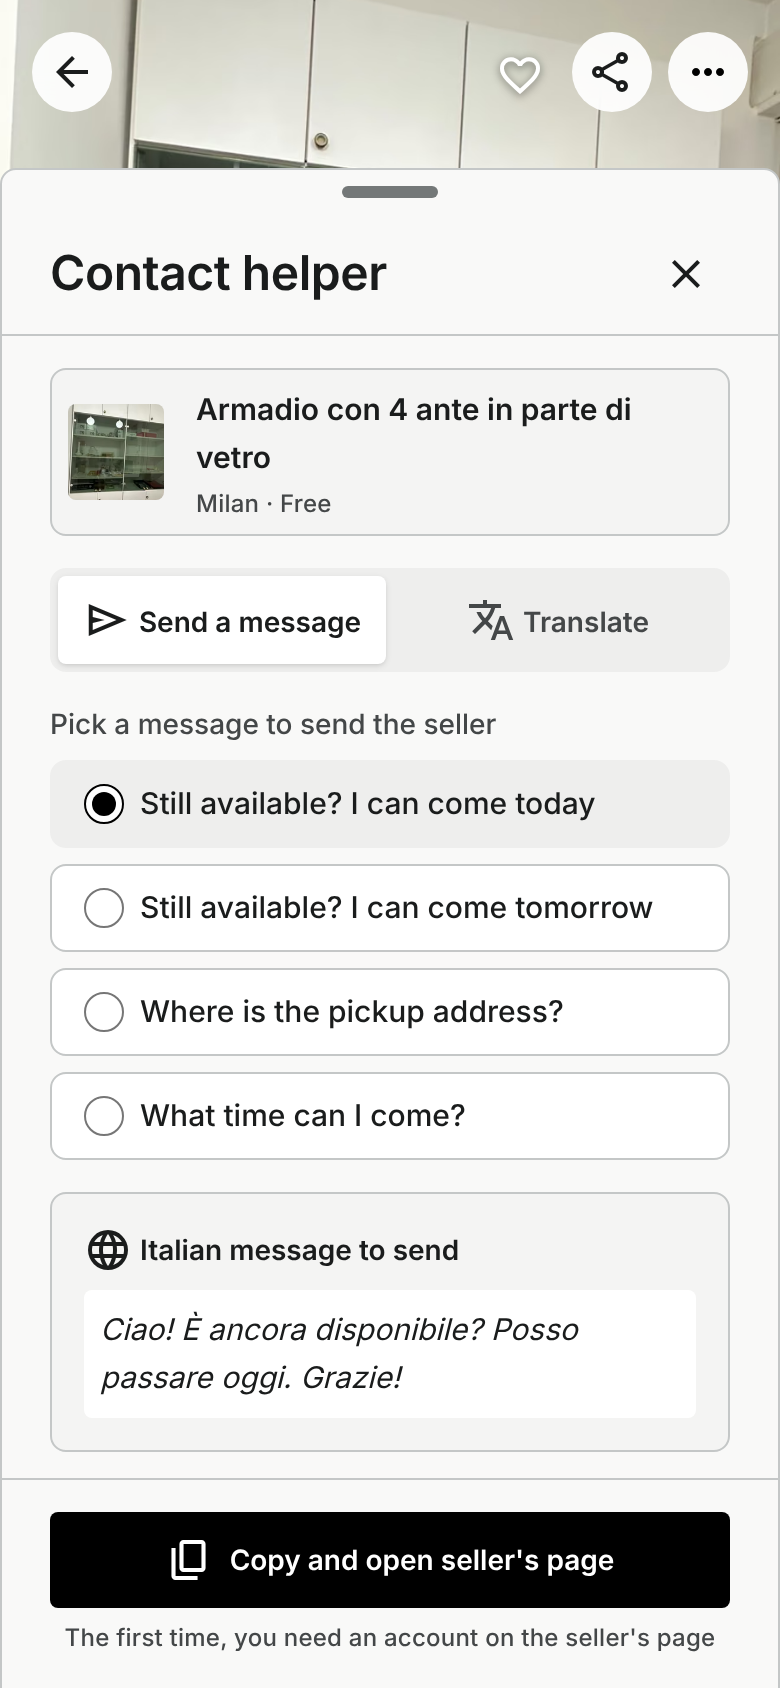 Contact helper
Armadio con 4 ante in parte di
vetro
Milan · Free
Send a message
Translate
Pick a message to send the seller
Still available? I can come today
Still available? I can come tomorrow
Where is the pickup address?
What time can I come?
Italian message to send
Ciao! È ancora disponibile? Posso
passare oggi. Grazie!
Copy and open seller's page
The first time, you need an account on the seller's page